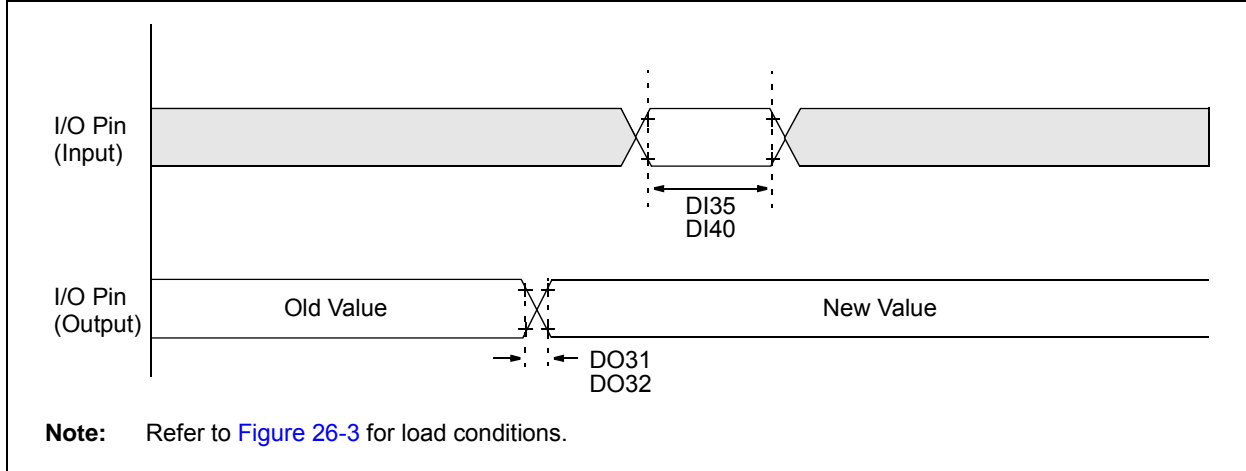 I/O Pin
(Input)
DI35
DI40
I/O Pin
(Output)
Old Value
New Value
DO31
DO32
Note: Refer to Figure 26-3 for load conditions.